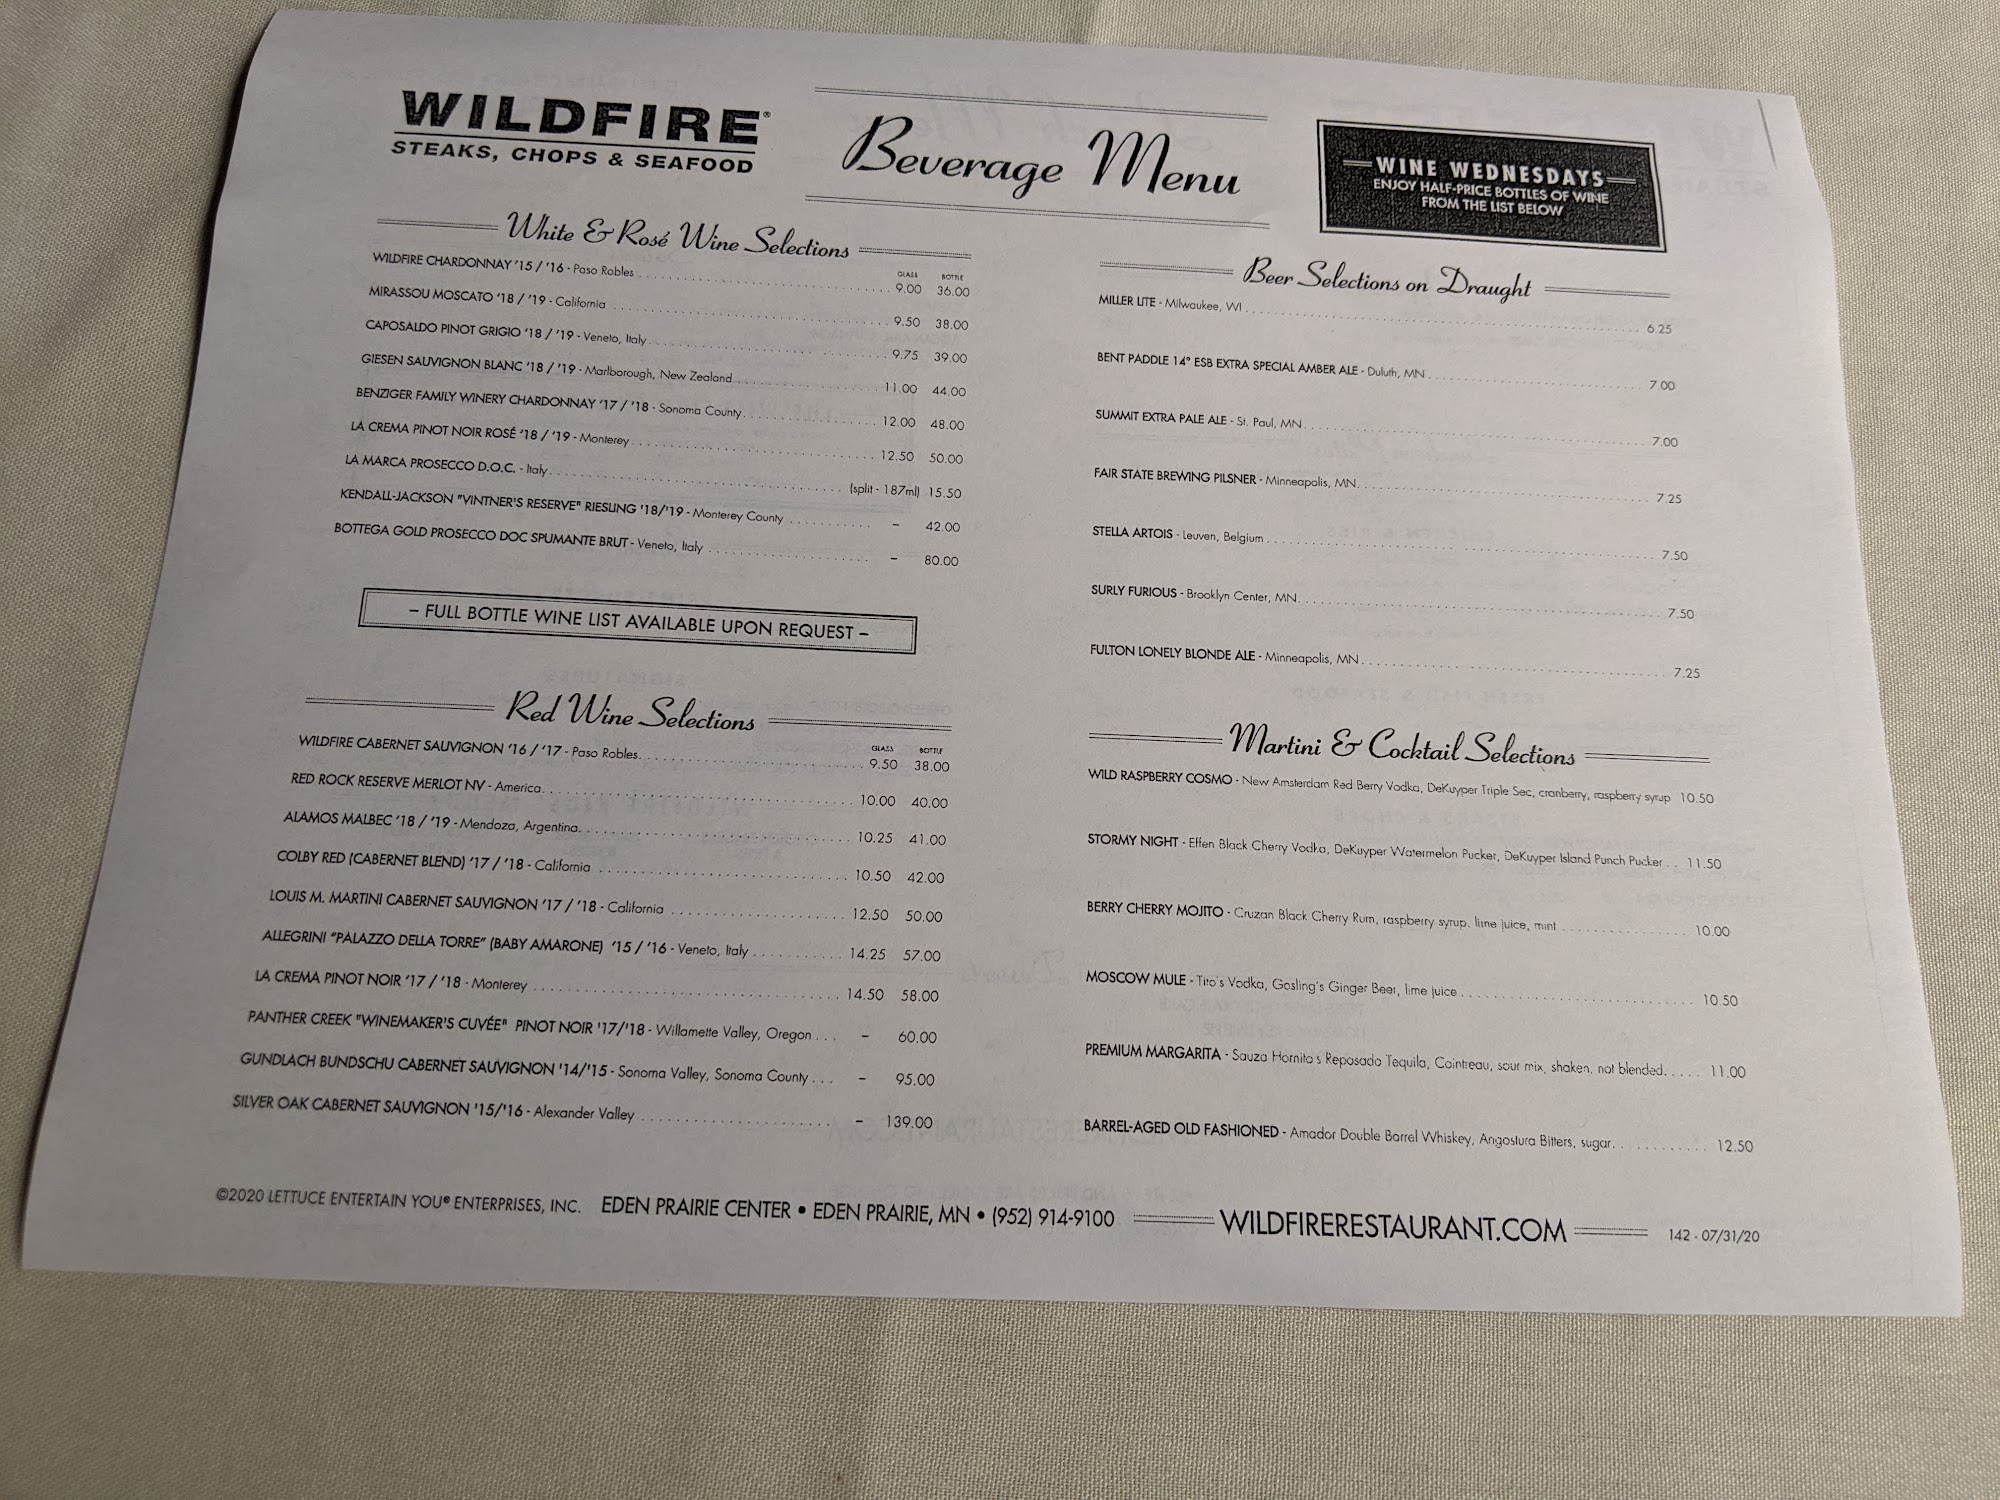 WILDFIRE®
STEAKS, CHOPS & SEAFOOD
Beverage Menu
WINE WEDNESDAYS
ENJOY HALF-PRICE BOTTLES OF WINE
FROM THE LIST BELOW
White & Rosé Wine Selections
GLASS BOTTLE
WILDFIRE CHARDONNAY '15 / '16 - Paso Robles 9.00 36.00
MIRASSOU MOSCATO '18 / '19 - California 9.50 38.00
CAPOSALDO PINOT GRIGIO '18 / '19 - Veneto, Italy 9.75 39.00
GIESEN SAUVIGNON BLANC '18 / '19 - Marlborough, New Zealand 11.00 44.00
BENZIGER FAMILY WINERY CHARDONNAY '17 / '18 - Sonoma County 12.00 48.00
LA CREMA PINOT NOIR ROSÉ '18 / '19 - Monterey 12.50 50.00
LA MARCA PROSECCO D.O.C. - Italy (split - 187ml) 15.50
KENDALL-JACKSON "VINTNER'S RESERVE" RIESLING '18/'19 - Monterey County – 42.00
BOTTEGA GOLD PROSECCO DOC SPUMANTE BRUT - Veneto, Italy – 80.00
– FULL BOTTLE WINE LIST AVAILABLE UPON REQUEST –
Red Wine Selections
GLASS BOTTLE
WILDFIRE CABERNET SAUVIGNON '16 / '17 - Paso Robles 9.50 38.00
RED ROCK RESERVE MERLOT NV - America 10.00 40.00
ALAMOS MALBEC '18 / '19 - Mendoza, Argentina 10.25 41.00
COLBY RED (CABERNET BLEND) '17 / '18 - California 10.50 42.00
LOUIS M. MARTINI CABERNET SAUVIGNON '17 / '18 - California 12.50 50.00
ALLEGRINI "PALAZZO DELLA TORRE" (BABY AMARONE) '15 / '16 - Veneto, Italy 14.25 57.00
LA CREMA PINOT NOIR '17 / '18 - Monterey 14.50 58.00
PANTHER CREEK "WINEMAKER'S CUVÉE" PINOT NOIR '17/'18 - Willamette Valley, Oregon – 60.00
GUNDLACH BUNDSCHU CABERNET SAUVIGNON '14/'15 - Sonoma Valley, Sonoma County – 95.00
SILVER OAK CABERNET SAUVIGNON '15/'16 - Alexander Valley – 139.00
Beer Selections on Draught
MILLER LITE - Milwaukee, WI 6.25
BENT PADDLE 14° ESB EXTRA SPECIAL AMBER ALE - Duluth, MN 7.00
SUMMIT EXTRA PALE ALE - St. Paul, MN 7.00
FAIR STATE BREWING PILSNER - Minneapolis, MN 7.25
STELLA ARTOIS - Leuven, Belgium 7.50
SURLY FURIOUS - Brooklyn Center, MN 7.50
FULTON LONELY BLONDE ALE - Minneapolis, MN 7.25
Martini & Cocktail Selections
WILD RASPBERRY COSMO - New Amsterdam Red Berry Vodka, DeKuyper Triple Sec, cranberry, raspberry syrup 10.50
STORMY NIGHT - Effen Black Cherry Vodka, DeKuyper Watermelon Pucker, DeKuyper Island Punch Pucker 11.50
BERRY CHERRY MOJITO - Cruzan Black Cherry Rum, raspberry syrup, lime juice, mint 10.00
MOSCOW MULE - Tito's Vodka, Gosling's Ginger Beer, lime juice 10.50
PREMIUM MARGARITA - Sauza Hornito's Reposado Tequila, Cointreau, sour mix, shaken, not blended 11.00
BARREL-AGED OLD FASHIONED - Amador Double Barrel Whiskey, Angostura Bitters, sugar 12.50
©2020 LETTUCE ENTERTAIN YOU® ENTERPRISES, INC. EDEN PRAIRIE CENTER • EDEN PRAIRIE, MN • (952) 914-9100 WILDFIRERESTAURANT.COM 142 - 07/31/20